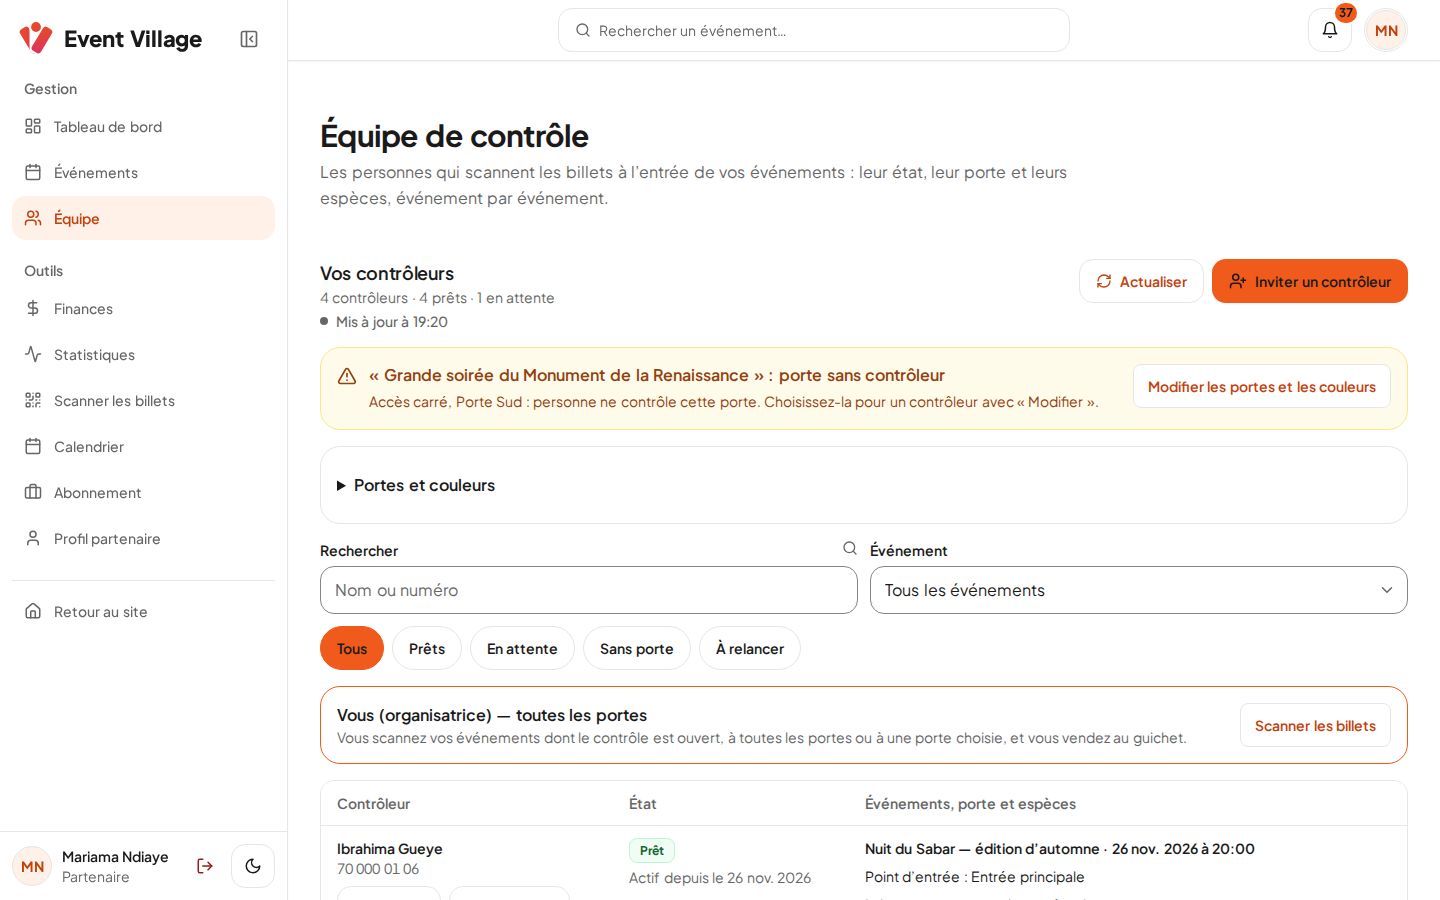 Event Village
Rechercher un événement...
37
MN
Gestion
Tableau de bord
Événements
Équipe
Outils
Finances
Statistiques
Scanner les billets
Calendrier
Abonnement
Profil partenaire
Retour au site
MN
Mariama Ndiaye
Partenaire
Équipe de contrôle
Les personnes qui scannent les billets à l’entrée de vos événements : leur état, leur porte et leurs
espèces, événement par événement.
Vos contrôleurs
4 contrôleurs · 4 prêts · 1 en attente
Mis à jour à 19:20
Actualiser
Inviter un contrôleur
« Grande soirée du Monument de la Renaissance » : porte sans contrôleur
Accès carré, Porte Sud : personne ne contrôle cette porte. Choisissez-la pour un contrôleur avec « Modifier ».
Modifier les portes et les couleurs
Portes et couleurs
Rechercher
Nom ou numéro
Événement
Tous les événements
Tous
Prêts
En attente
Sans porte
À relancer
Vous (organisatrice) — toutes les portes
Vous scannez vos événements dont le contrôle est ouvert, à toutes les portes ou à une porte choisie, et vous vendez au guichet.
Scanner les billets
Contrôleur
État
Événements, porte et espèces
Ibrahima Gueye
70 000 01 06
Prêt
Actif depuis le 26 nov. 2026
Nuit du Sabar — édition d’automne · 26 nov. 2026 à 20:00
Point d’entrée : Entrée principale